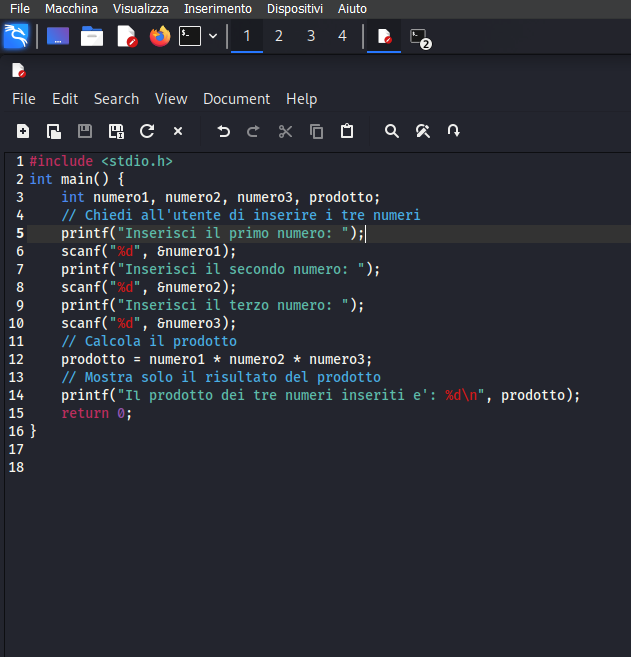 File Macchina Visualizza Inserimento Dispositivi Aiuto
1 2 3 4 2
File Edit Search View Document Help
1 #include <stdio.h>
2 int main() {
3     int numero1, numero2, numero3, prodotto;
4     // Chiedi all'utente di inserire i tre numeri
5     printf("Inserisci il primo numero: ");
6     scanf("%d", &numero1);
7     printf("Inserisci il secondo numero: ");
8     scanf("%d", &numero2);
9     printf("Inserisci il terzo numero: ");
10     scanf("%d", &numero3);
11     // Calcola il prodotto
12     prodotto = numero1 * numero2 * numero3;
13     // Mostra solo il risultato del prodotto
14     printf("Il prodotto dei tre numeri inseriti e': %d\n", prodotto);
15     return 0;
16 }
17
18